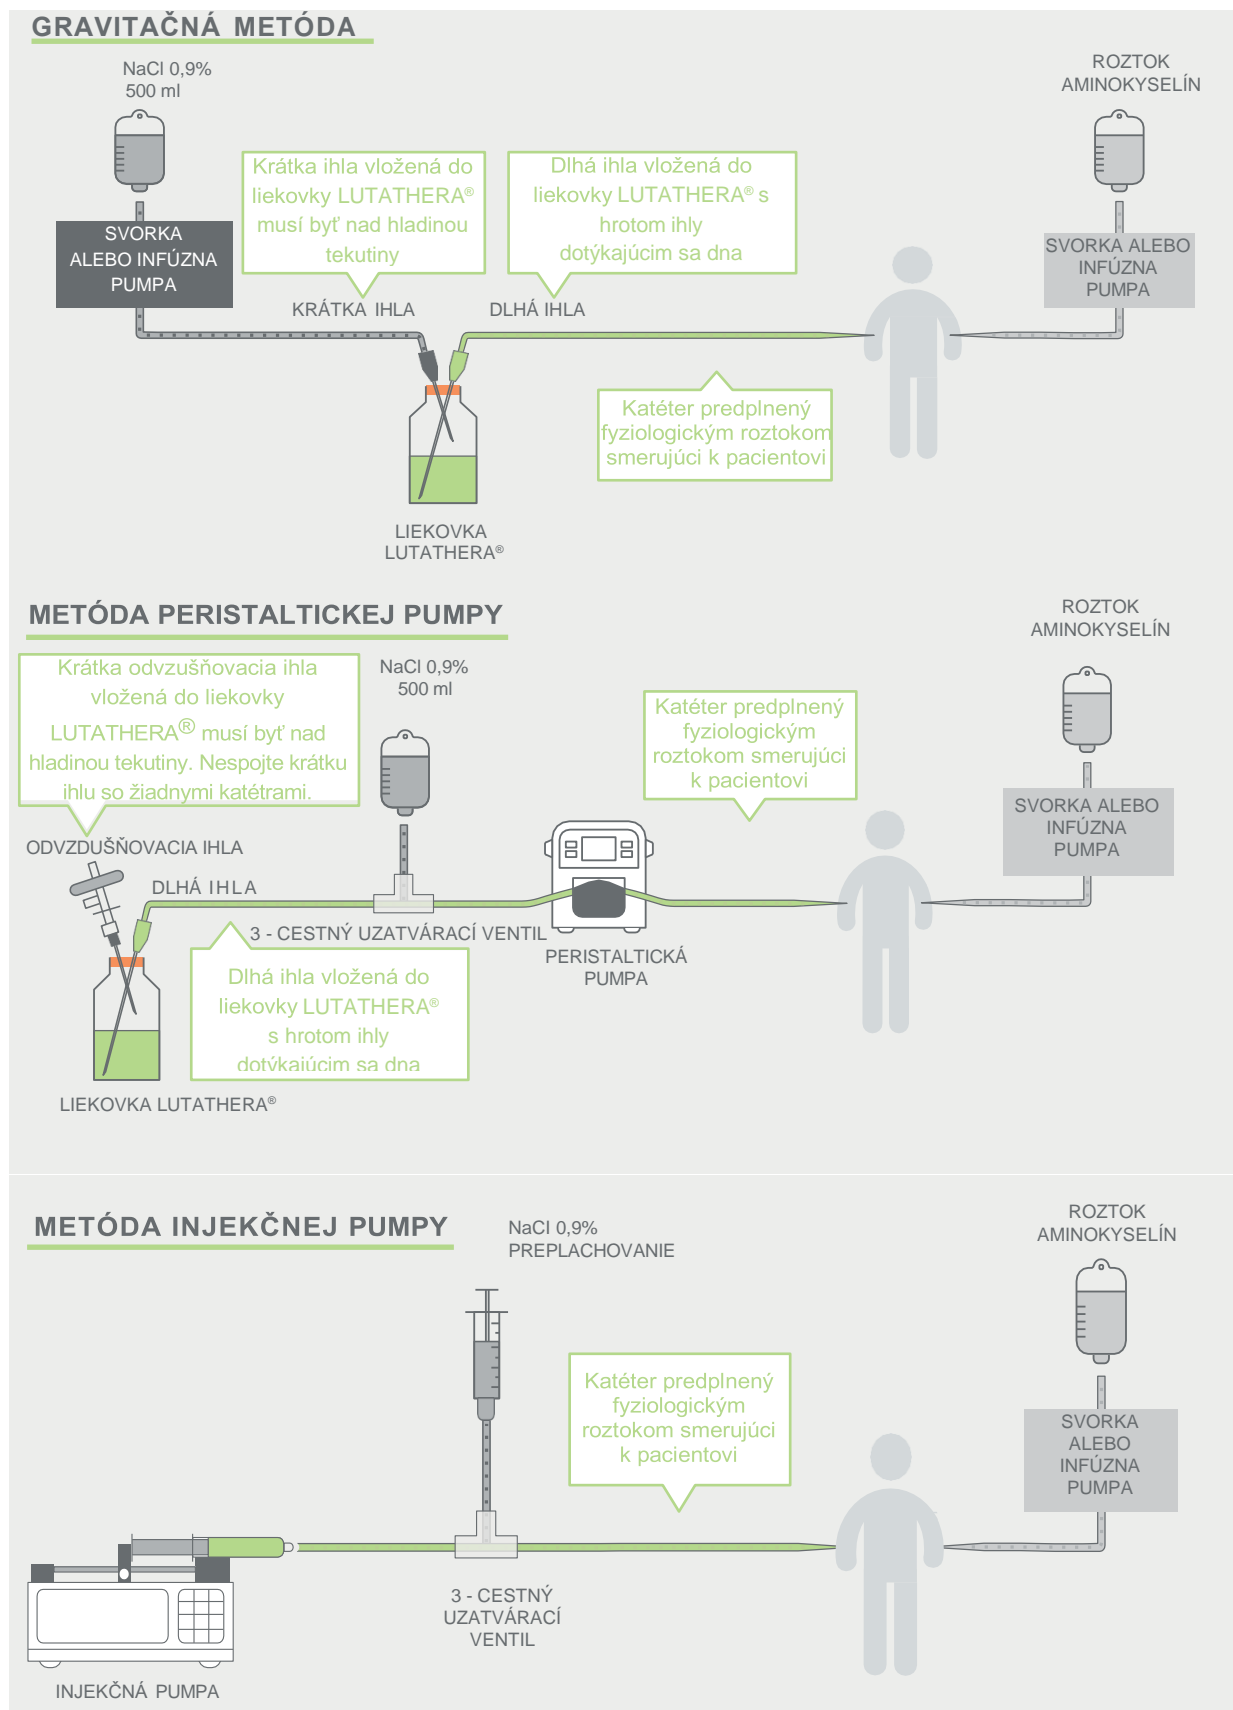 GRAVITAČNÁ METÓDA
NaCl 0,9%
500 ml
ROZTOK
AMINOKYSELÍN
Krátka ihla vložená do
liekovky LUTATHERA®
musí byť nad hladinou
tekutiny
Dlhá ihla vložená do
liekovky LUTATHERA® s
hrotom ihly
dotýkajúcim sa dna
SVORKA
ALEBO INFÚZNA
PUMPA
SVORKA ALEBO
INFÚZNA
PUMPA
KRÁTKA IHLA
DLHÁ IHLA
Katéter predplnený
fyziologickým roztokom
smerujúci k pacientovi
LIEKOVKA
LUTATHERA®
METÓDA PERISTALTICKEJ PUMPY
ROZTOK
AMINOKYSELÍN
Krátka odvzušňovacia ihla
vložená do liekovky
LUTATHERA® musí byť nad
hladinou tekutiny. Nespojte krátku
ihlu so žiadnymi katétrami.
NaCl 0,9%
500 ml
Katéter predplnený
fyziologickým
roztokom smerujúci
k pacientovi
SVORKA ALEBO
INFÚZNA
PUMPA
ODVZDUŠŇOVACIA IHLA
DLHÁ IHLA
3 - CESTNÝ UZATVÁRACÍ VENTIL
PERISTALTICKÁ
PUMPA
Dlhá ihla vložená do
liekovky LUTATHERA®
s hrotom ihly
dotýkajúcim sa dna
LIEKOVKA LUTATHERA®
METÓDA INJEKČNEJ PUMPY
NaCl 0,9%
PREPLACHOVANIE
ROZTOK
AMINOKYSELÍN
Katéter predplnený
fyziologickým
roztokom smerujúci
k pacientovi
SVORKA
ALEBO
INFÚZNA
PUMPA
3 - CESTNÝ
UZATVÁRACÍ
VENTIL
INJEKČNÁ PUMPA